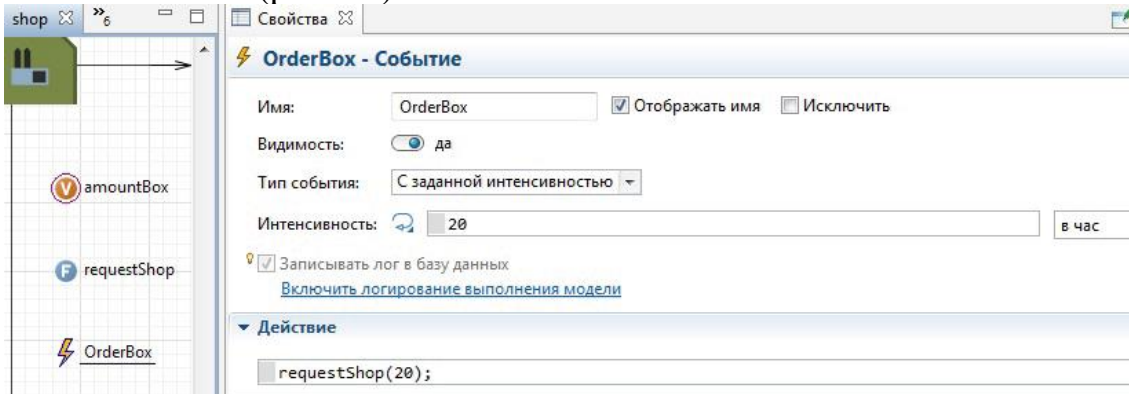 shop »6
Свойства
OrderBox - Событие
Имя: OrderBox Отображать имя Исключить
Видимость: да
amountBox
Тип события: С заданной интенсивностью
Интенсивность: 20 в час
requestShop
Записывать лог в базу данных
Включить логирование выполнения модели
Действие
OrderBox
requestShop(20);